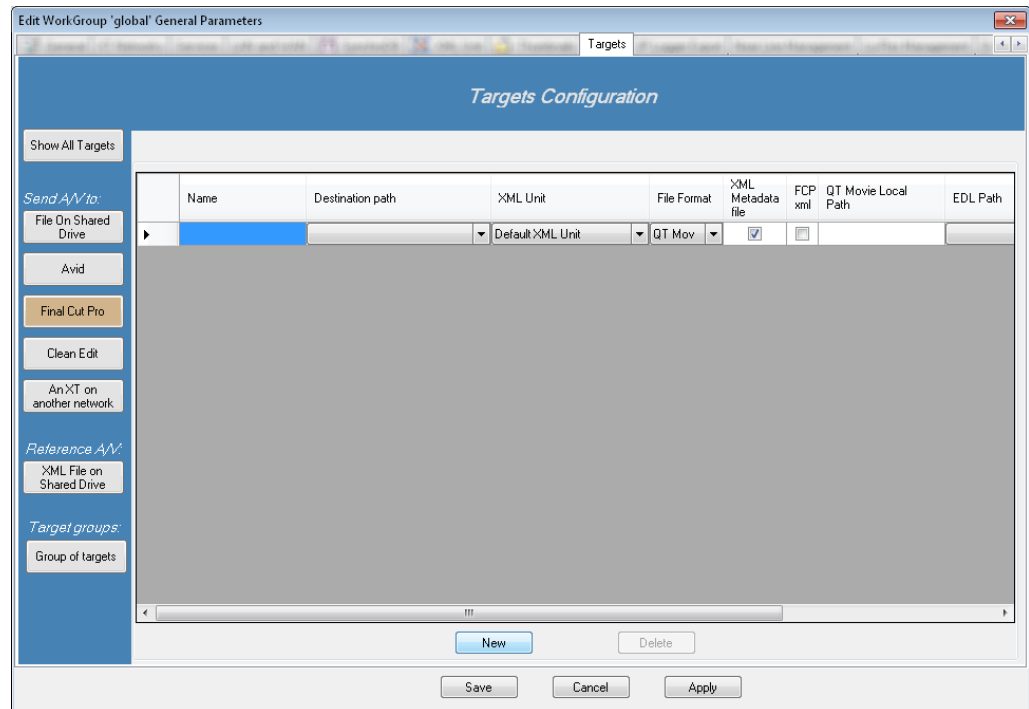 Edit WorkGroup 'global' General Parameters
Targets
Targets Configuration
Show All Targets
Send A/V to:
File On Shared
Drive
Avid
Final Cut Pro
Clean Edit
An XT on
another network
Reference A/V:
XML File on
Shared Drive
Target groups:
Group of targets
Name
Destination path
XML Unit
File Format
XML
Metadata
file
FCP
xml
QT Movie Local
Path
EDL Path
Default XML Unit
QT Mov
New
Delete
Save
Cancel
Apply